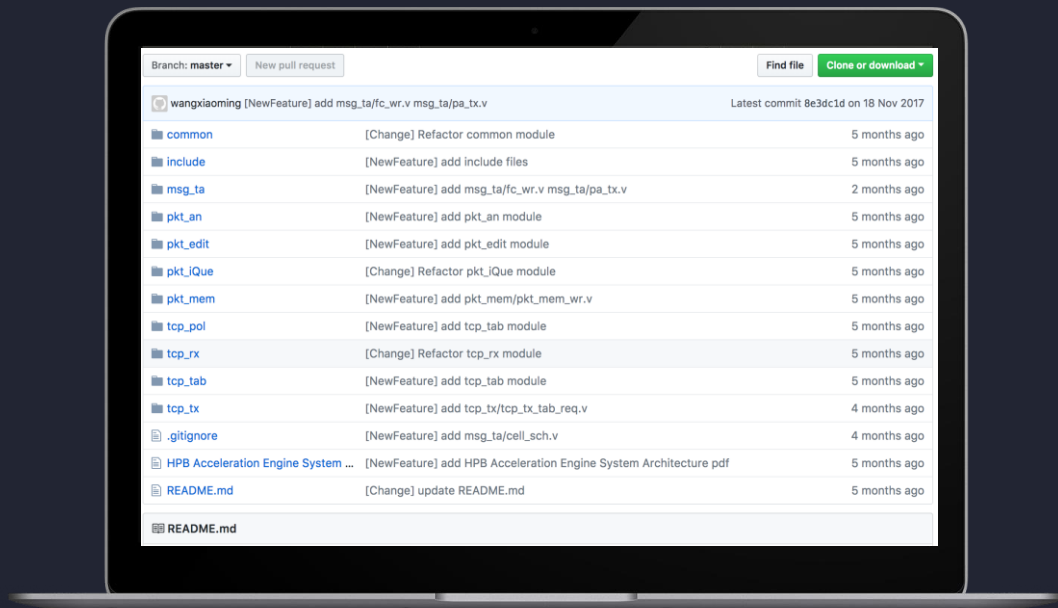 Branch: master
New pull request
Find file
Clone or download
wangxiaoming [NewFeature] add msg_ta/fc_wr.v msg_ta/pa_tx.v Latest commit 8e3dc1d on 18 Nov 2017
common [Change] Refactor common module 5 months ago
include [NewFeature] add include files 5 months ago
msg_ta [NewFeature] add msg_ta/fc_wr.v msg_ta/pa_tx.v 2 months ago
pkt_an [NewFeature] add pkt_an module 5 months ago
pkt_edit [NewFeature] add pkt_edit module 5 months ago
pkt_iQue [Change] Refactor pkt_iQue module 5 months ago
pkt_mem [NewFeature] add pkt_mem/pkt_mem_wr.v 5 months ago
tcp_pol [NewFeature] add tcp_tab module 5 months ago
tcp_rx [Change] Refactor tcp_rx module 5 months ago
tcp_tab [NewFeature] add tcp_tab module 5 months ago
tcp_tx [NewFeature] add tcp_tx/tcp_tx_tab_req.v 4 months ago
.gitignore [NewFeature] add msg_ta/cell_sch.v 4 months ago
HPB Acceleration Engine System ... [NewFeature] add HPB Acceleration Engine System Architecture pdf 5 months ago
README.md [Change] update README.md 5 months ago
README.md